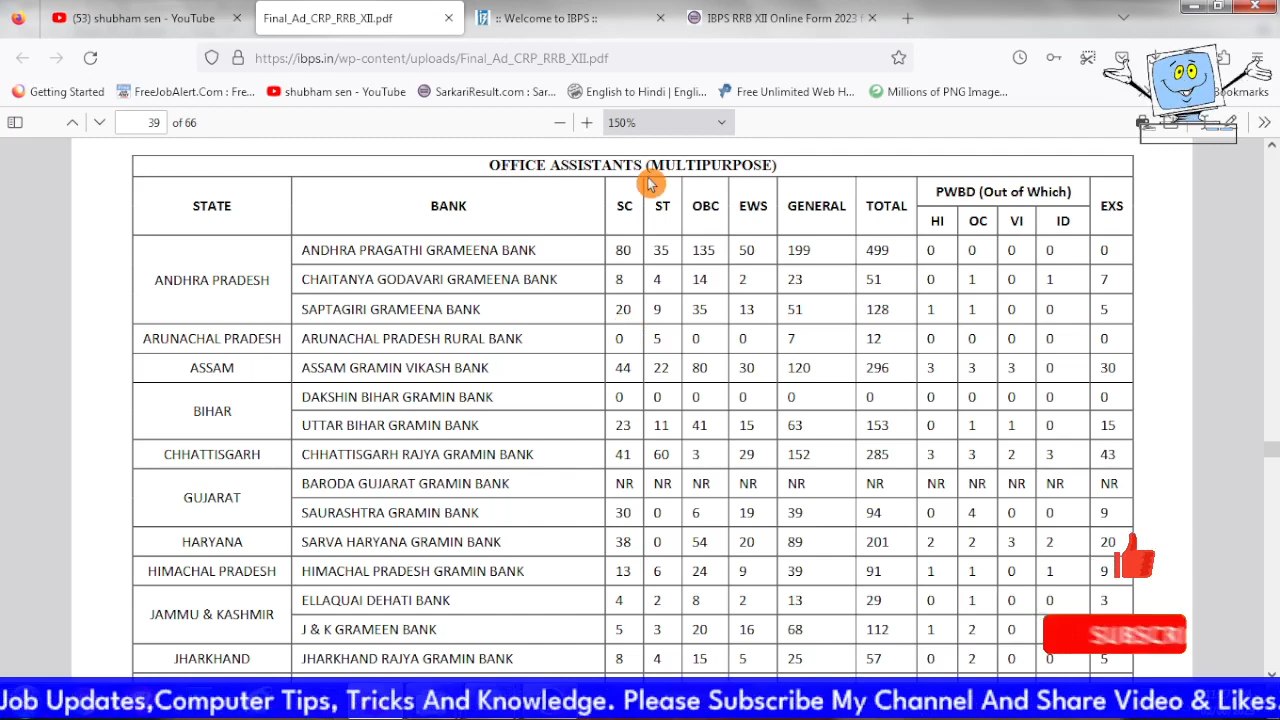 (53) shubham sen - YouTube
Final_Ad_CRP_RRB_XII.pdf
:: Welcome to IBPS ::
IBPS RRB XII Online Form 2023
https://ibps.in/wp-content/uploads/Final_Ad_CRP_RRB_XII.pdf
Getting Started
FreeJobAlert.Com : Fre...
shubham sen - YouTube
SarkariResult.com : Sar...
English to Hindi | Engli...
Free Unlimited Web H...
Millions of PNG Image...
Bookmarks
39 of 66
150%
OFFICE ASSISTANTS (MULTIPURPOSE)
STATE BANK SC ST OBC EWS GENERAL TOTAL PWBD (Out of Which) EXS
HI OC VI ID
ANDHRA PRADESH
ANDHRA PRAGATHI GRAMEENA BANK 80 35 135 50 199 499 0 0 0 0 0
CHAITANYA GODAVARI GRAMEENA BANK 8 4 14 2 23 51 0 1 0 1 7
SAPTAGIRI GRAMEENA BANK 20 9 35 13 51 128 1 1 0 0 5
ARUNACHAL PRADESH ARUNACHAL PRADESH RURAL BANK 0 5 0 0 7 12 0 0 0 0 0
ASSAM ASSAM GRAMIN VIKASH BANK 44 22 80 30 120 296 3 3 3 0 30
BIHAR
DAKSHIN BIHAR GRAMIN BANK 0 0 0 0 0 0 0 0 0 0 0
UTTAR BIHAR GRAMIN BANK 23 11 41 15 63 153 0 1 1 0 15
CHHATTISGARH CHHATTISGARH RAJYA GRAMIN BANK 41 60 3 29 152 285 3 3 2 3 43
GUJARAT
BARODA GUJARAT GRAMIN BANK NR NR NR NR NR NR NR NR NR NR NR
SAURASHTRA GRAMIN BANK 30 0 6 19 39 94 0 4 0 0 9
HARYANA SARVA HARYANA GRAMIN BANK 38 0 54 20 89 201 2 2 3 2 20
HIMACHAL PRADESH HIMACHAL PRADESH GRAMIN BANK 13 6 24 9 39 91 1 1 0 1 9
JAMMU & KASHMIR
ELLAQUAI DEHATI BANK 4 2 8 2 13 29 0 1 0 0 3
J & K GRAMEEN BANK 5 3 20 16 68 112 1 2 0
SUBSCRI
JHARKHAND JHARKHAND RAJYA GRAMIN BANK 8 4 15 5 25 57 0 2 0 0 5
Job Updates,Computer Tips, Tricks And Knowledge. Please Subscribe My Channel And Share Video & Likes.